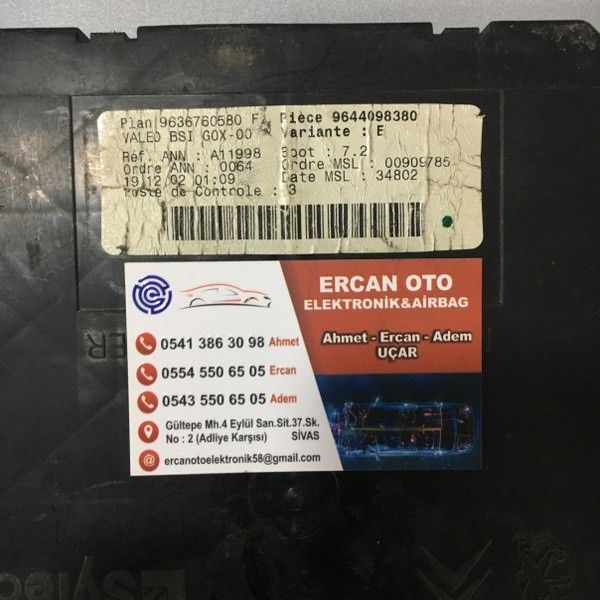 Plan 9636760580 F. Pièce 9644098380
VALEO BSI GOX-00 Variante : E
Réf. ANN : A11998 Boot : 7.2
Ordre ANN : 0064 Ordre MSL : 00909785
19/12/02 01:09 Date MSL : 34802
Poste de Controle : 3
ERCAN OTO
ELEKTRONİK&AİRBAG
Ahmet - Ercan - Adem
UÇAR
0541 386 30 98 Ahmet
0554 550 65 05 Ercan
0543 550 65 05 Adem
Gültepe Mh.4 Eylül San.Sit.37.Sk.
No : 2 (Adliye Karşısı) SİVAS
ercanotoelektronik58@gmail.com